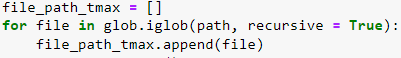 file_path_tmax = []
for file in glob.iglob(path, recursive = True):
    file_path_tmax.append(file)